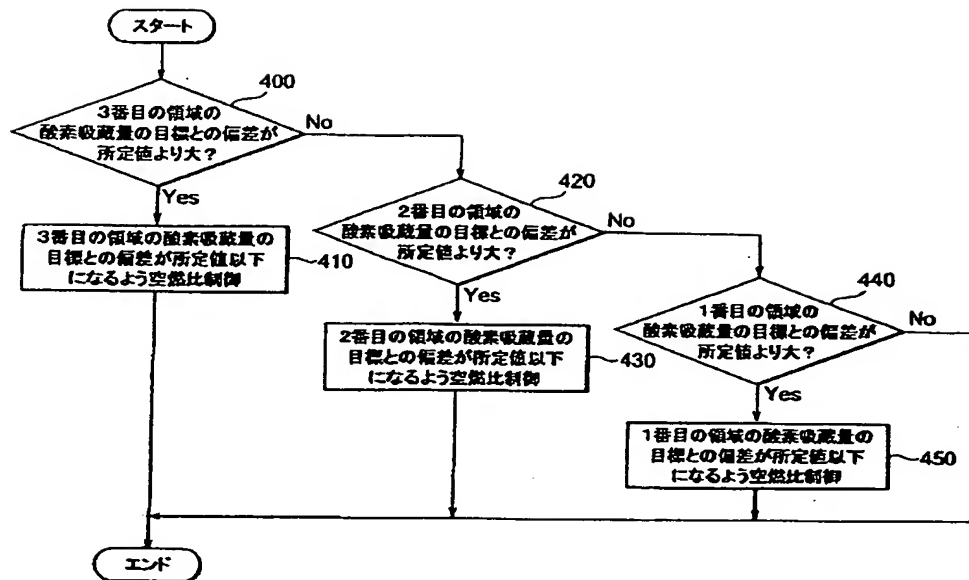 スタート
400
3番目の領域の
酸素吸蔵量の目標との偏差が
所定値より大?
No
Yes
3番目の領域の酸素吸蔵量の
目標との偏差が所定値以下
になるよう空燃比制御
410
420
2番目の領域の
酸素吸蔵量の目標との偏差が
所定値より大?
No
Yes
2番目の領域の酸素吸蔵量の
目標との偏差が所定値以下
になるよう空燃比制御
430
440
1番目の領域の
酸素吸蔵量の目標との偏差が
所定値より大?
No
Yes
1番目の領域の酸素吸蔵量の
目標との偏差が所定値以下
になるよう空燃比制御
450
エンド